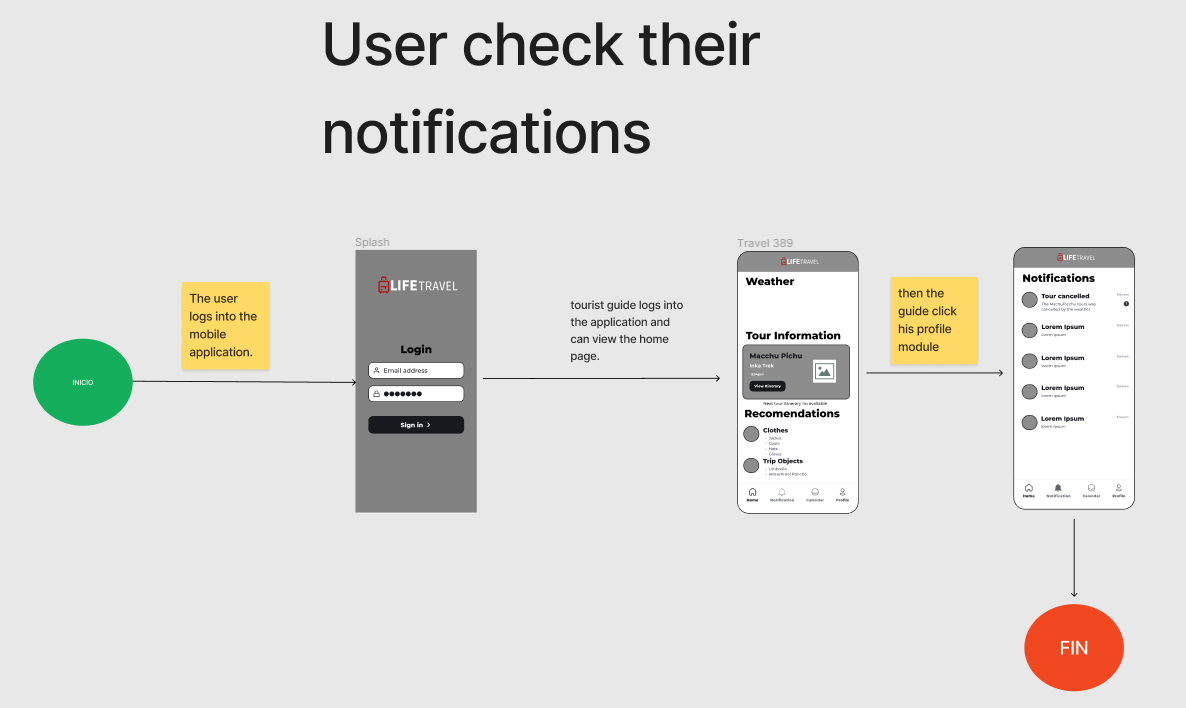 User check their
notifications
Splash
Travel 389
The user
logs into the
mobile
application.
INICIO
LIFETRAVEL
Login
Email address
Sign in
tourist guide logs into
the application and
can view the home
page.
LIFETRAVEL
Weather
Tour Information
Macchu Pichu
Inka Trek
View Itinerary
Next tour itinerary no available
Recomendations
Clothes
Hats
Gloves
Trip Objects
Umbrella
Waterproof Poncho
Home Notification Calendar Profile
then the
guide click
his profile
module
LIFETRAVEL
Notifications
Tour cancelled
The MachuPicchu tours was
cancelled by the weather
Lorem Ipsum
lorem ipsum
Lorem Ipsum
lorem ipsum
Lorem Ipsum
lorem ipsum
Lorem Ipsum
lorem ipsum
Home Notification Calendar Profile
FIN